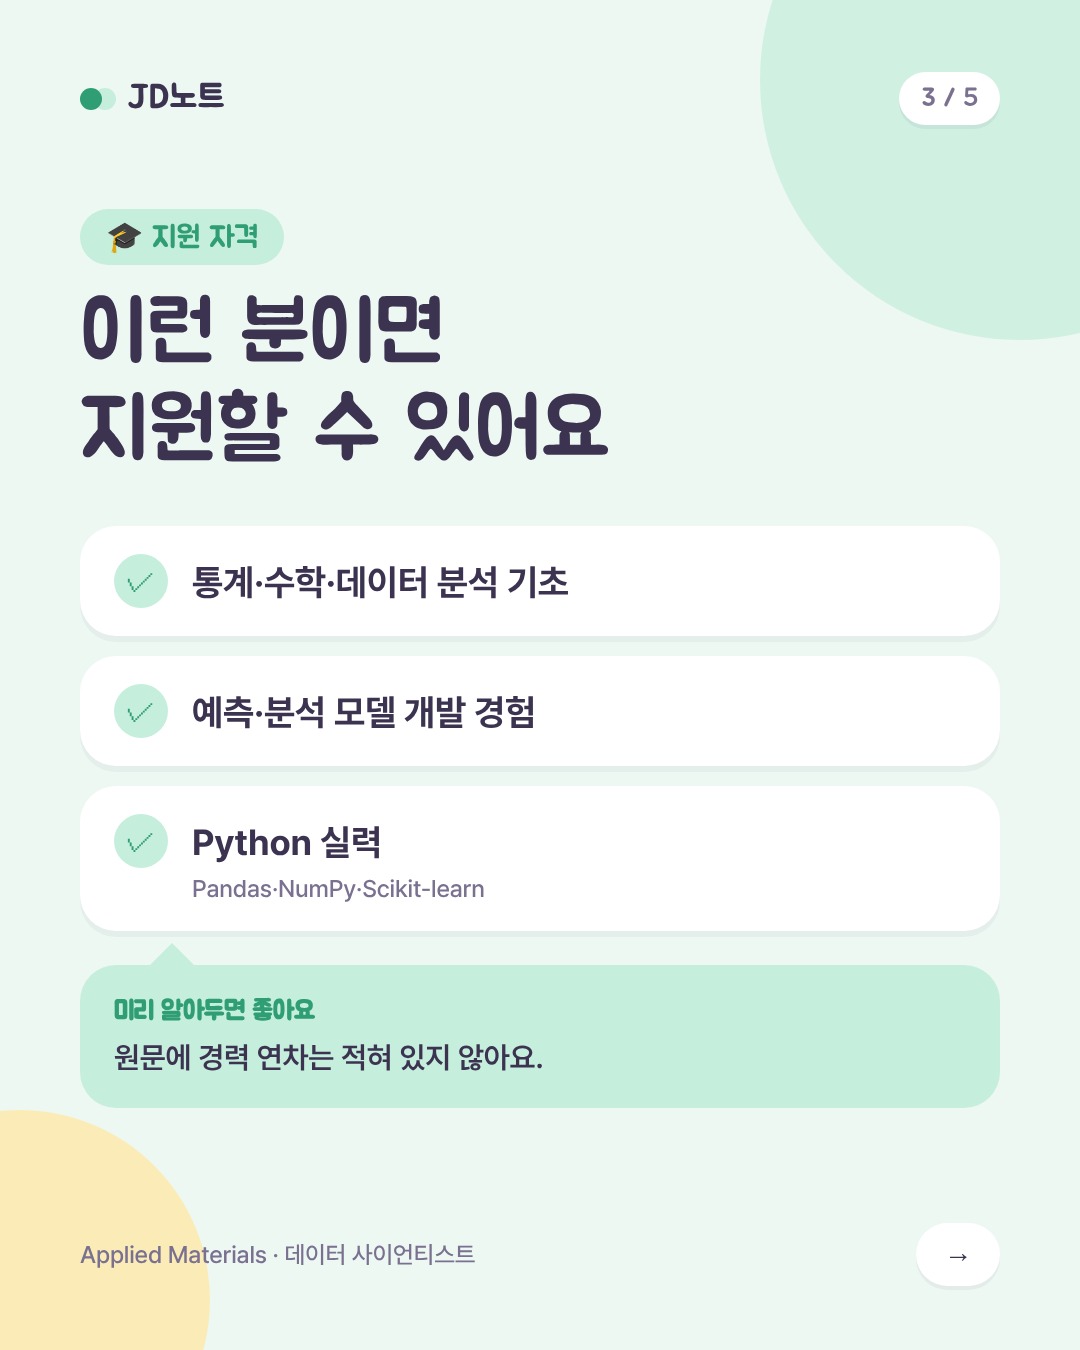 JD노트
3 / 5
🎓 지원 자격
이런 분이면
지원할 수 있어요
✓ 통계·수학·데이터 분석 기초
✓ 예측·분석 모델 개발 경험
✓ Python 실력
Pandas·NumPy·Scikit-learn
미리 알아두면 좋아요
원문에 경력 연차는 적혀 있지 않아요.
Applied Materials · 데이터 사이언티스트
→